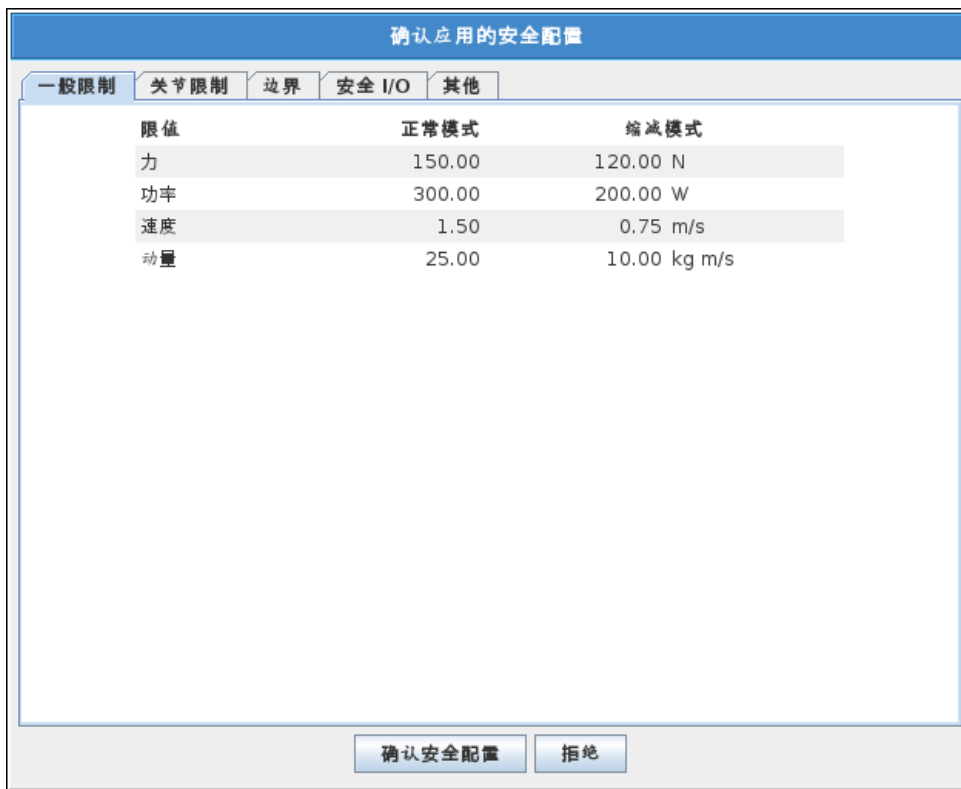 确认应用的安全配置
一般限制 关节限制 边界 安全 I/O 其他
限值 正常模式 缩减模式
力 150.00 120.00 N
功率 300.00 200.00 W
速度 1.50 0.75 m/s
动量 25.00 10.00 kg m/s
确认安全配置 拒绝